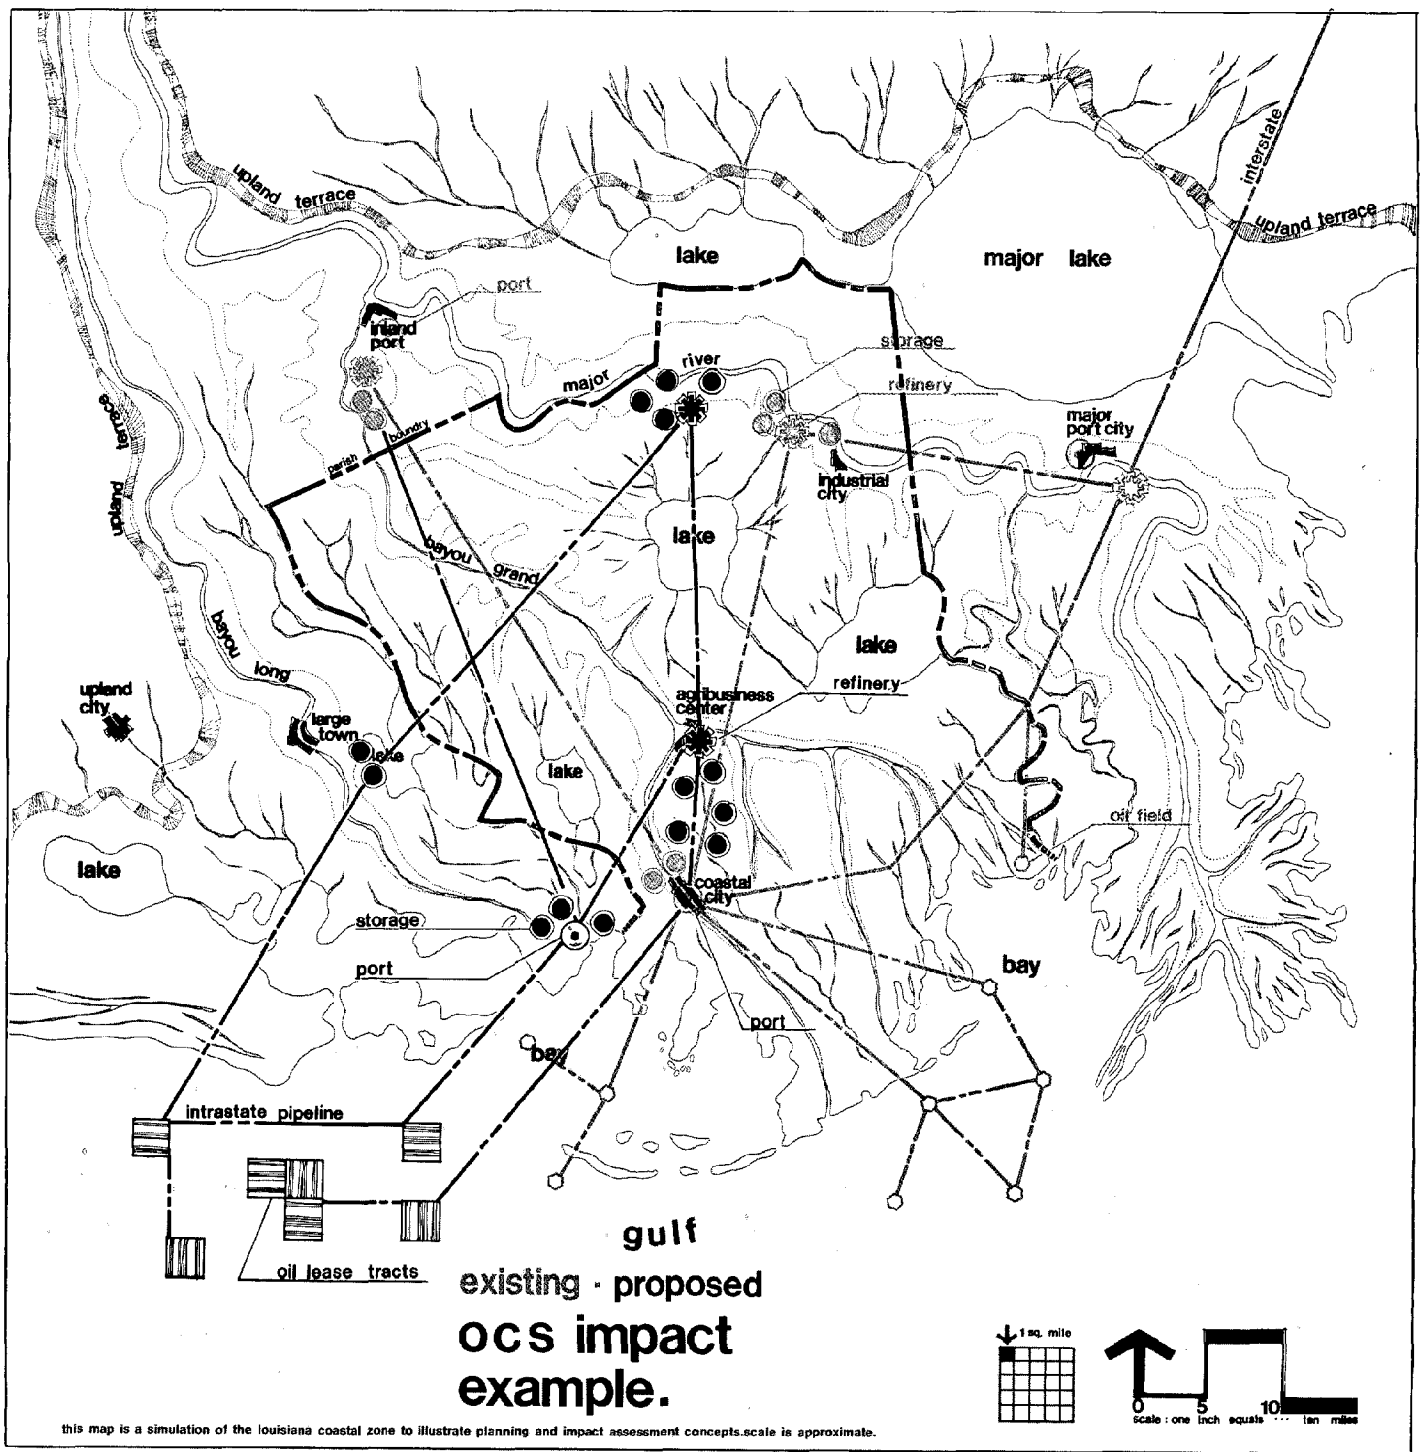 interstate
upland terrace
upland terrace
lake
major lake
port
inland
port
storage
river
major
refinery
major
port city
parish boundry
industrial
city
terrace
upland
lake
bayou grand
bayou long
lake
refinery
upland
city
agribusiness
center
large
town
lake
lake
oil field
lake
coastal
city
storage
port
bay
port
bay
intrastate pipeline
gulf
oil lease tracts
existing · proposed
ocs impact
example.
1 sq. mile
0 5 10
scale : one inch equals ten miles
this map is a simulation of the louisiana coastal zone to illustrate planning and impact assessment concepts.scale is approximate.